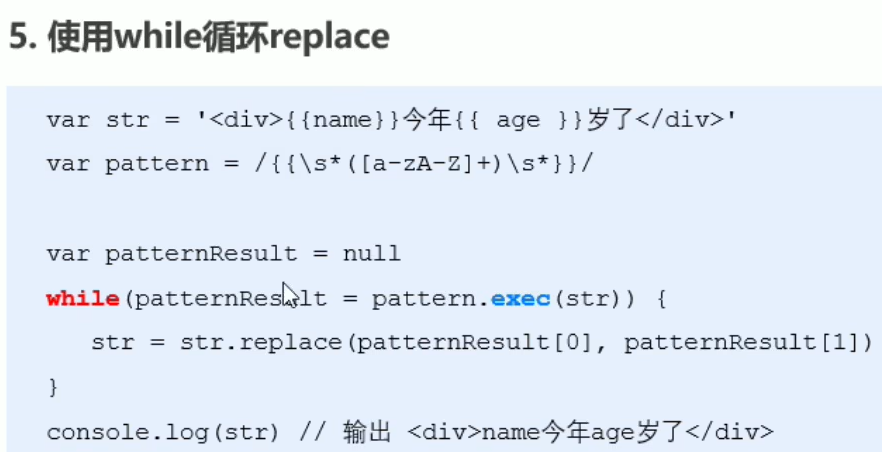 5. 使用while循环replace
var str = '<div>{{name}}今年{{ age }}岁了</div>'
var pattern = /{{\s*([a-zA-Z]+)\s*}}/
var patternResult = null
while(patternResult = pattern.exec(str)) {
str = str.replace(patternResult[0], patternResult[1])
}
console.log(str) // 输出 <div>name今年age岁了</div>